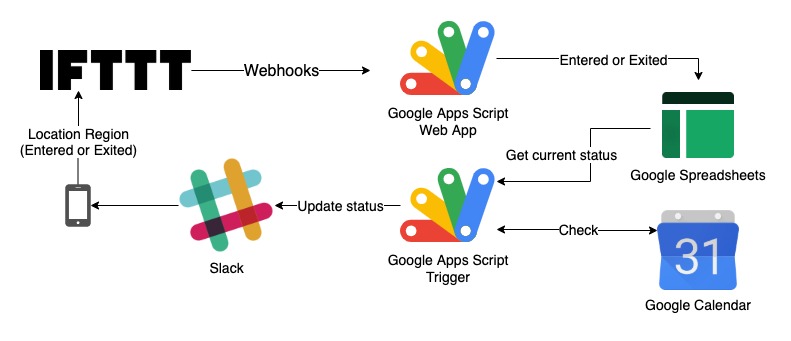 IFTTT
Webhooks
Google Apps Script
Web App
Entered or Exited
Location Region
(Entered or Exited)
Get current status
Google Spreadsheets
Update status
Slack
Google Apps Script
Trigger
Check
31
Google Calendar